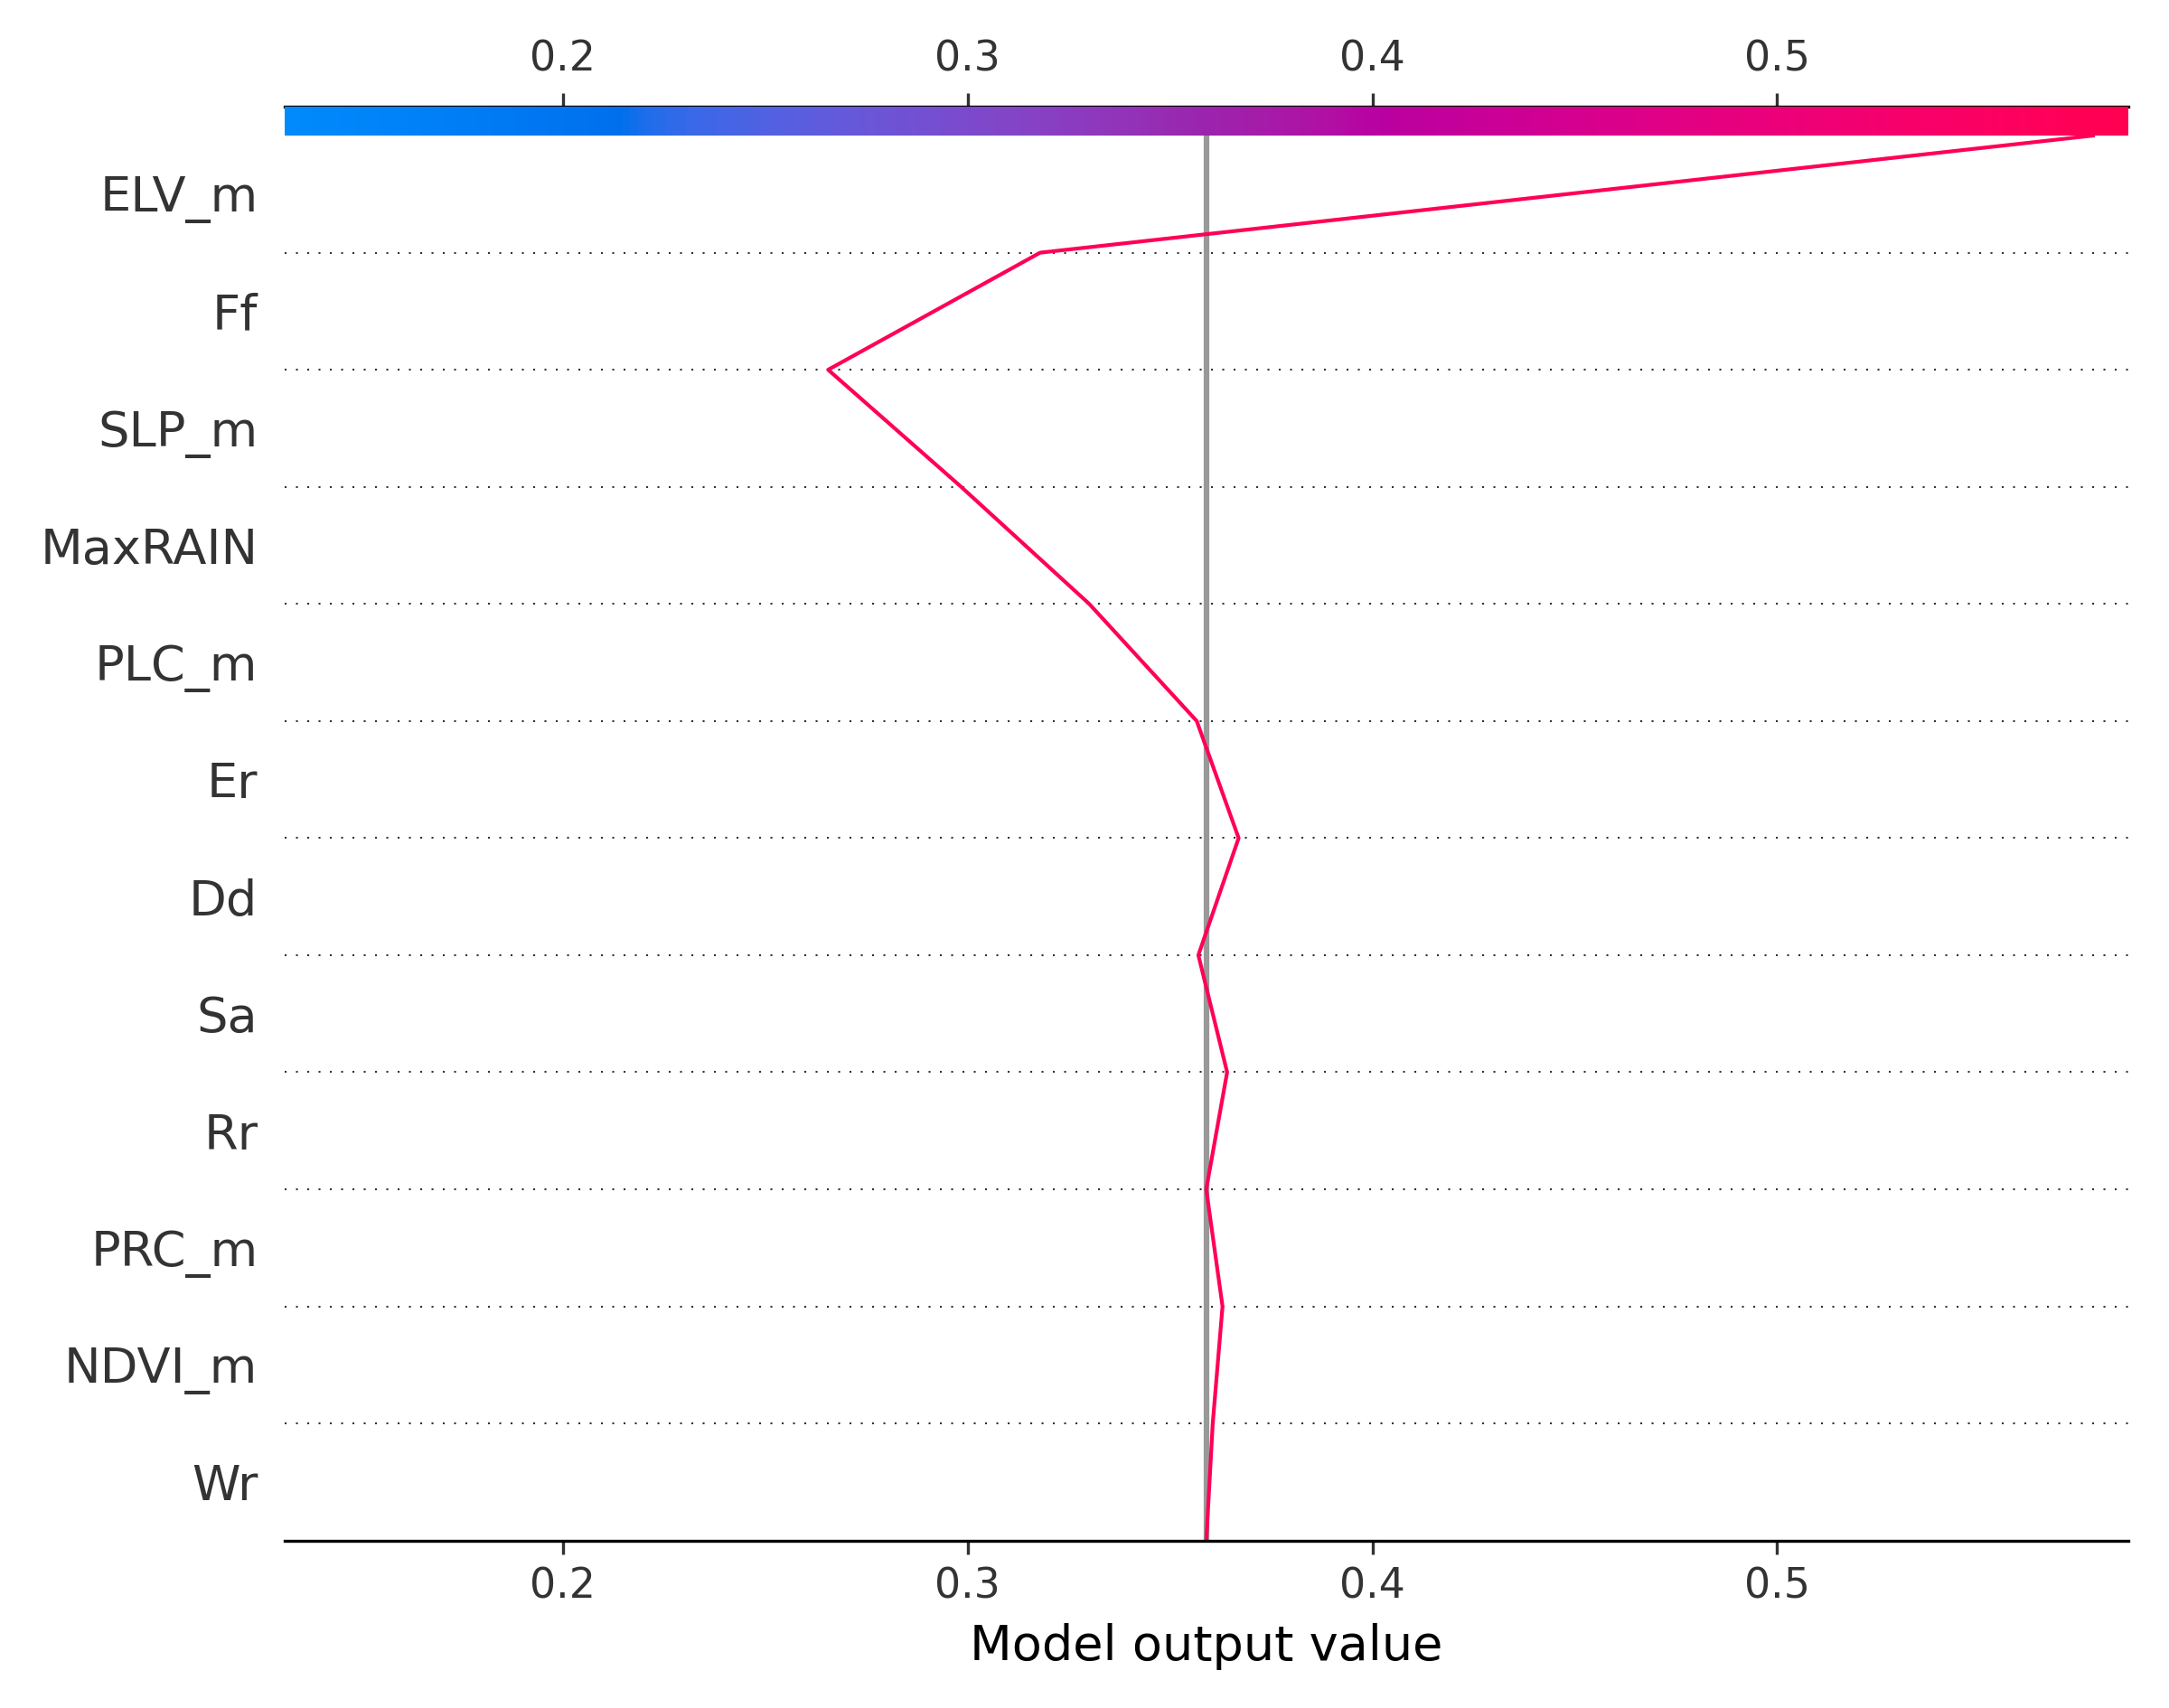 0.2 0.3 0.4 0.5
ELV_m
Ff
SLP_m
MaxRAIN
PLC_m
Er
Dd
Sa
Rr
PRC_m
NDVI_m
Wr
0.2 0.3 0.4 0.5
Model output value